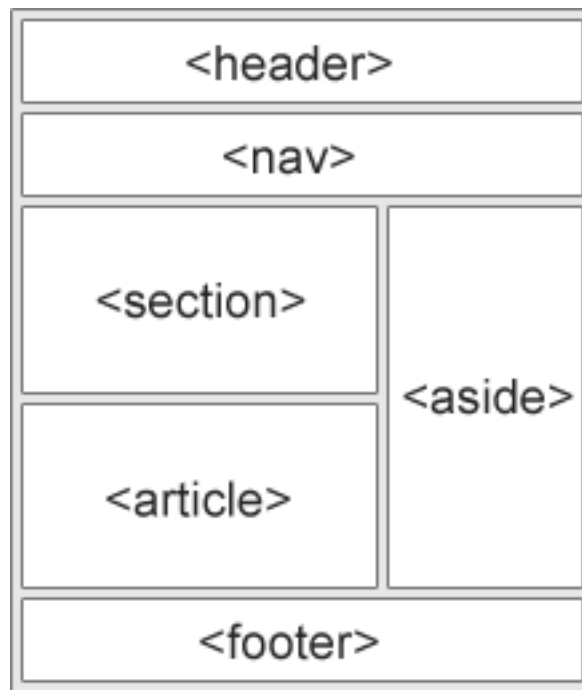 <header>
<nav>
<section>
<aside>
<article>
<footer>